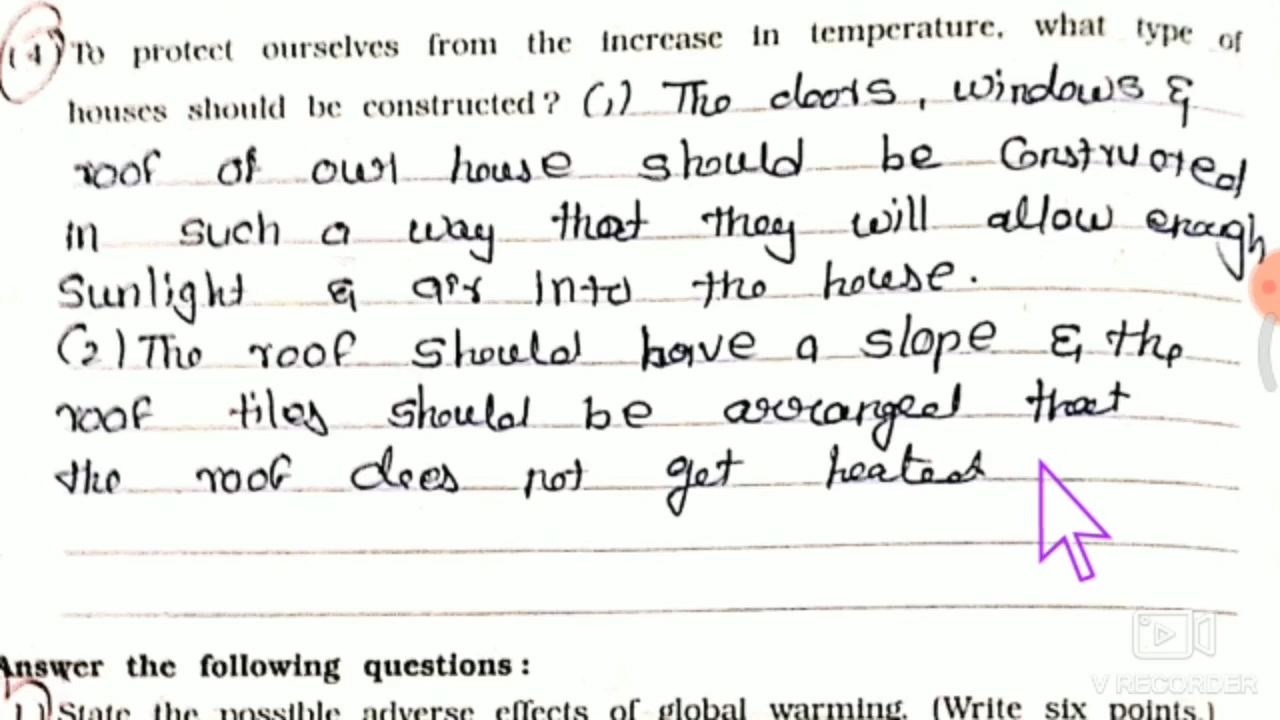 (4) To protect ourselves from the increase in temperature, what type of
houses should be constructed? (1) The doors, windows &
roof of our house should be Constructed
in such a way that they will allow enough
Sunlight & air into the house.
(2) The roof should have a slope & the
roof tiles should be arranged that
the roof does not get heated
Answer the following questions:
1) State the possible adverse effects of global warming. (Write six points.)
V RECORDER